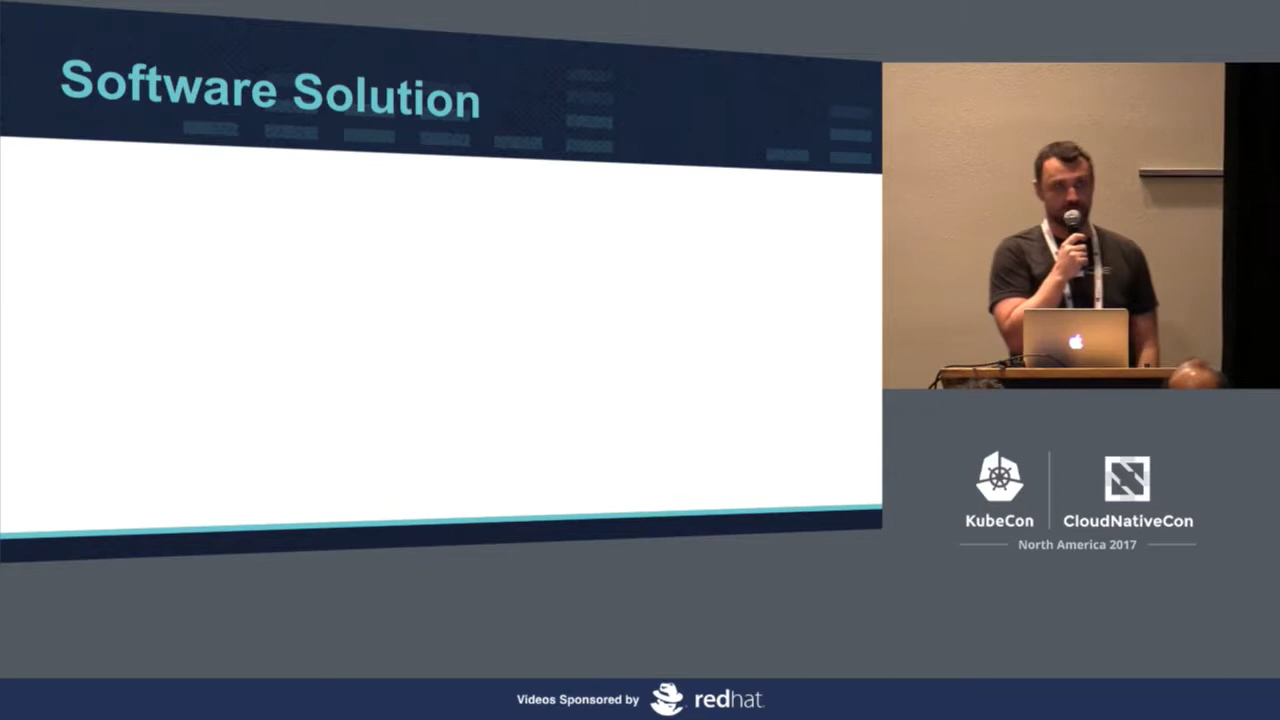 Software Solution
KubeCon
CloudNativeCon
North America 2017
Videos Sponsored by redhat.